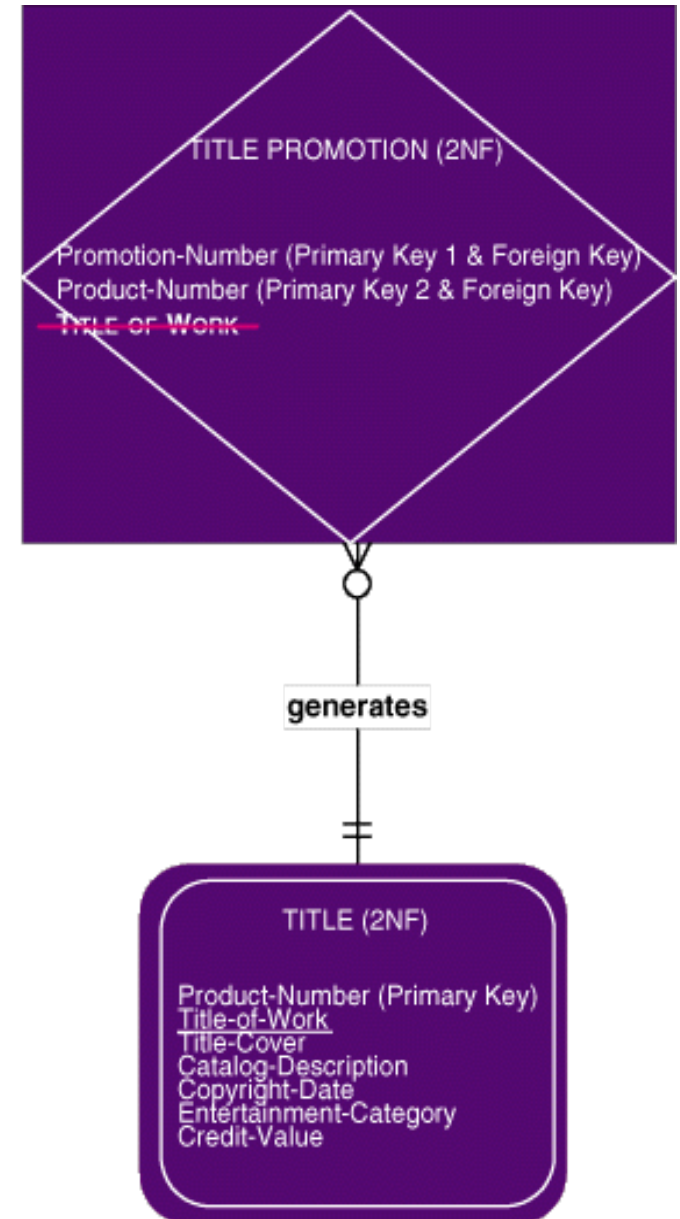 TITLE PROMOTION (2NF)
Promotion-Number (Primary Key 1 & Foreign Key)
Product-Number (Primary Key 2 & Foreign Key)
TITLE OF WORK
generates
TITLE (2NF)
Product-Number (Primary Key)
Title-of-Work
Title-Cover
Catalog-Description
Copyright-Date
Entertainment-Category
Credit-Value